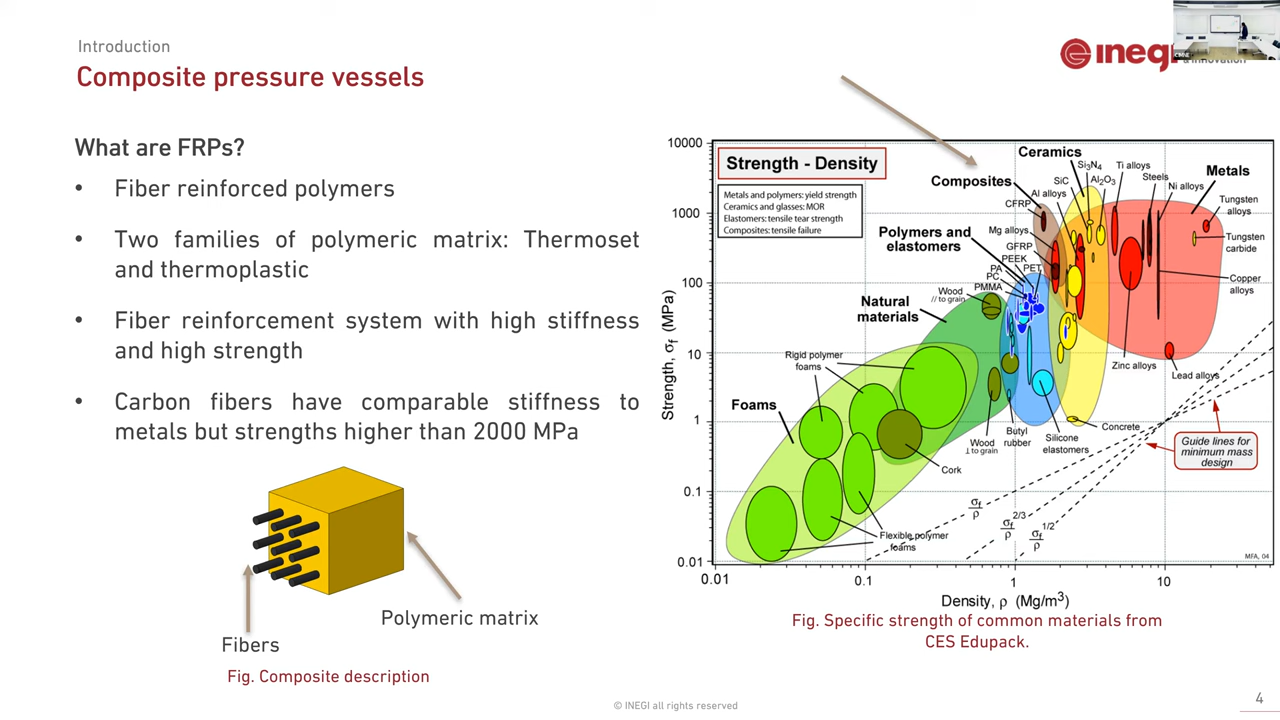 Introduction
Composite pressure vessels
inegi
& innovation
What are FRPs?
• Fiber reinforced polymers
• Two families of polymeric matrix: Thermoset
and thermoplastic
• Fiber reinforcement system with high stiffness
and high strength
• Carbon fibers have comparable stiffness to
metals but strengths higher than 2000 MPa
Polymeric matrix
Fibers
Fig. Composite description
Strength - Density
Metals and polymers: yield strength
Ceramics and glasses: MOR
Elastomers: tensile tear strength
Composites: tensile failure
Strength, σf (MPa)
10000
1000
100
10
1
0.1
0.01
Ceramics
Si3N4
Ti alloys
Metals
SiC
Al2O3
Steels
Ni alloys
Composites
Al alloys
CFRP
Tungsten
alloys
Mg alloys
Polymers and
elastomers
GFRP
PEEK
PA
PET
PC
PMMA
Tungsten
carbide
Copper
alloys
Wood
// to grain
Natural
materials
Rigid polymer
foams
Zinc alloys
Lead alloys
Foams
Butyl
rubber
Silicone
elastomers
Concrete
Wood
⊥ to grain
Cork
Guide lines for
minimum mass
design
Flexible polymer
foams
σf
ρ
σf2/3
ρ
σf1/2
ρ
MFA, 04
0.01
0.1
1
10
Density, ρ (Mg/m3)
Fig. Specific strength of common materials from
CES Edupack.
© INEGI all rights reserved
4